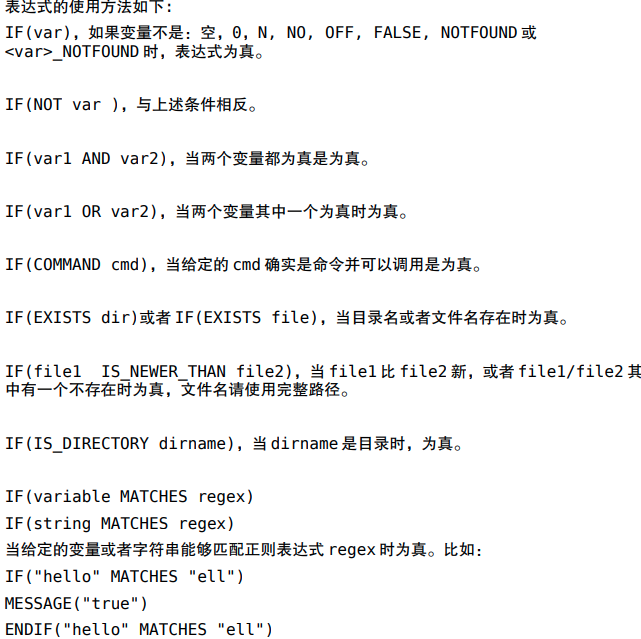 表达式的使用方法如下：
IF(var)，如果变量不是：空，0，N, NO, OFF, FALSE, NOTFOUND 或
<var>_NOTFOUND 时，表达式为真。
IF(NOT var )，与上述条件相反。
IF(var1 AND var2)，当两个变量都为真是为真。
IF(var1 OR var2)，当两个变量其中一个为真时为真。
IF(COMMAND cmd)，当给定的 cmd 确实是命令并可以调用是为真。
IF(EXISTS dir)或者 IF(EXISTS file)，当目录名或者文件名存在时为真。
IF(file1  IS_NEWER_THAN file2)，当 file1 比 file2 新，或者 file1/file2 其
中有一个不存在时为真，文件名请使用完整路径。
IF(IS_DIRECTORY dirname)，当 dirname 是目录时，为真。
IF(variable MATCHES regex)
IF(string MATCHES regex)
当给定的变量或者字符串能够匹配正则表达式 regex 时为真。比如：
IF("hello" MATCHES "ell")
MESSAGE("true")
ENDIF("hello" MATCHES "ell")